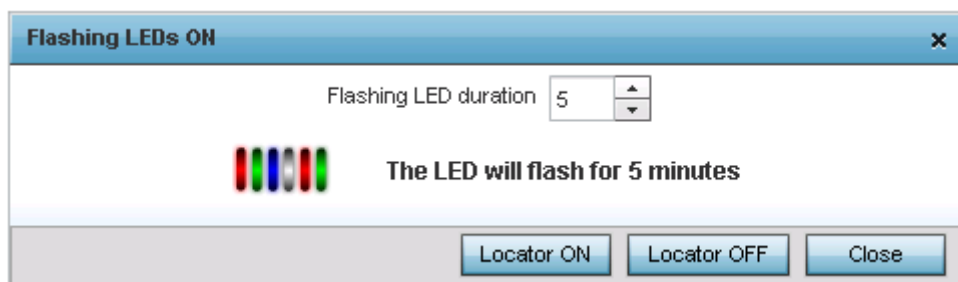 Flashing LEDs ON
Flashing LED duration 5
The LED will flash for 5 minutes
Locator ON Locator OFF Close